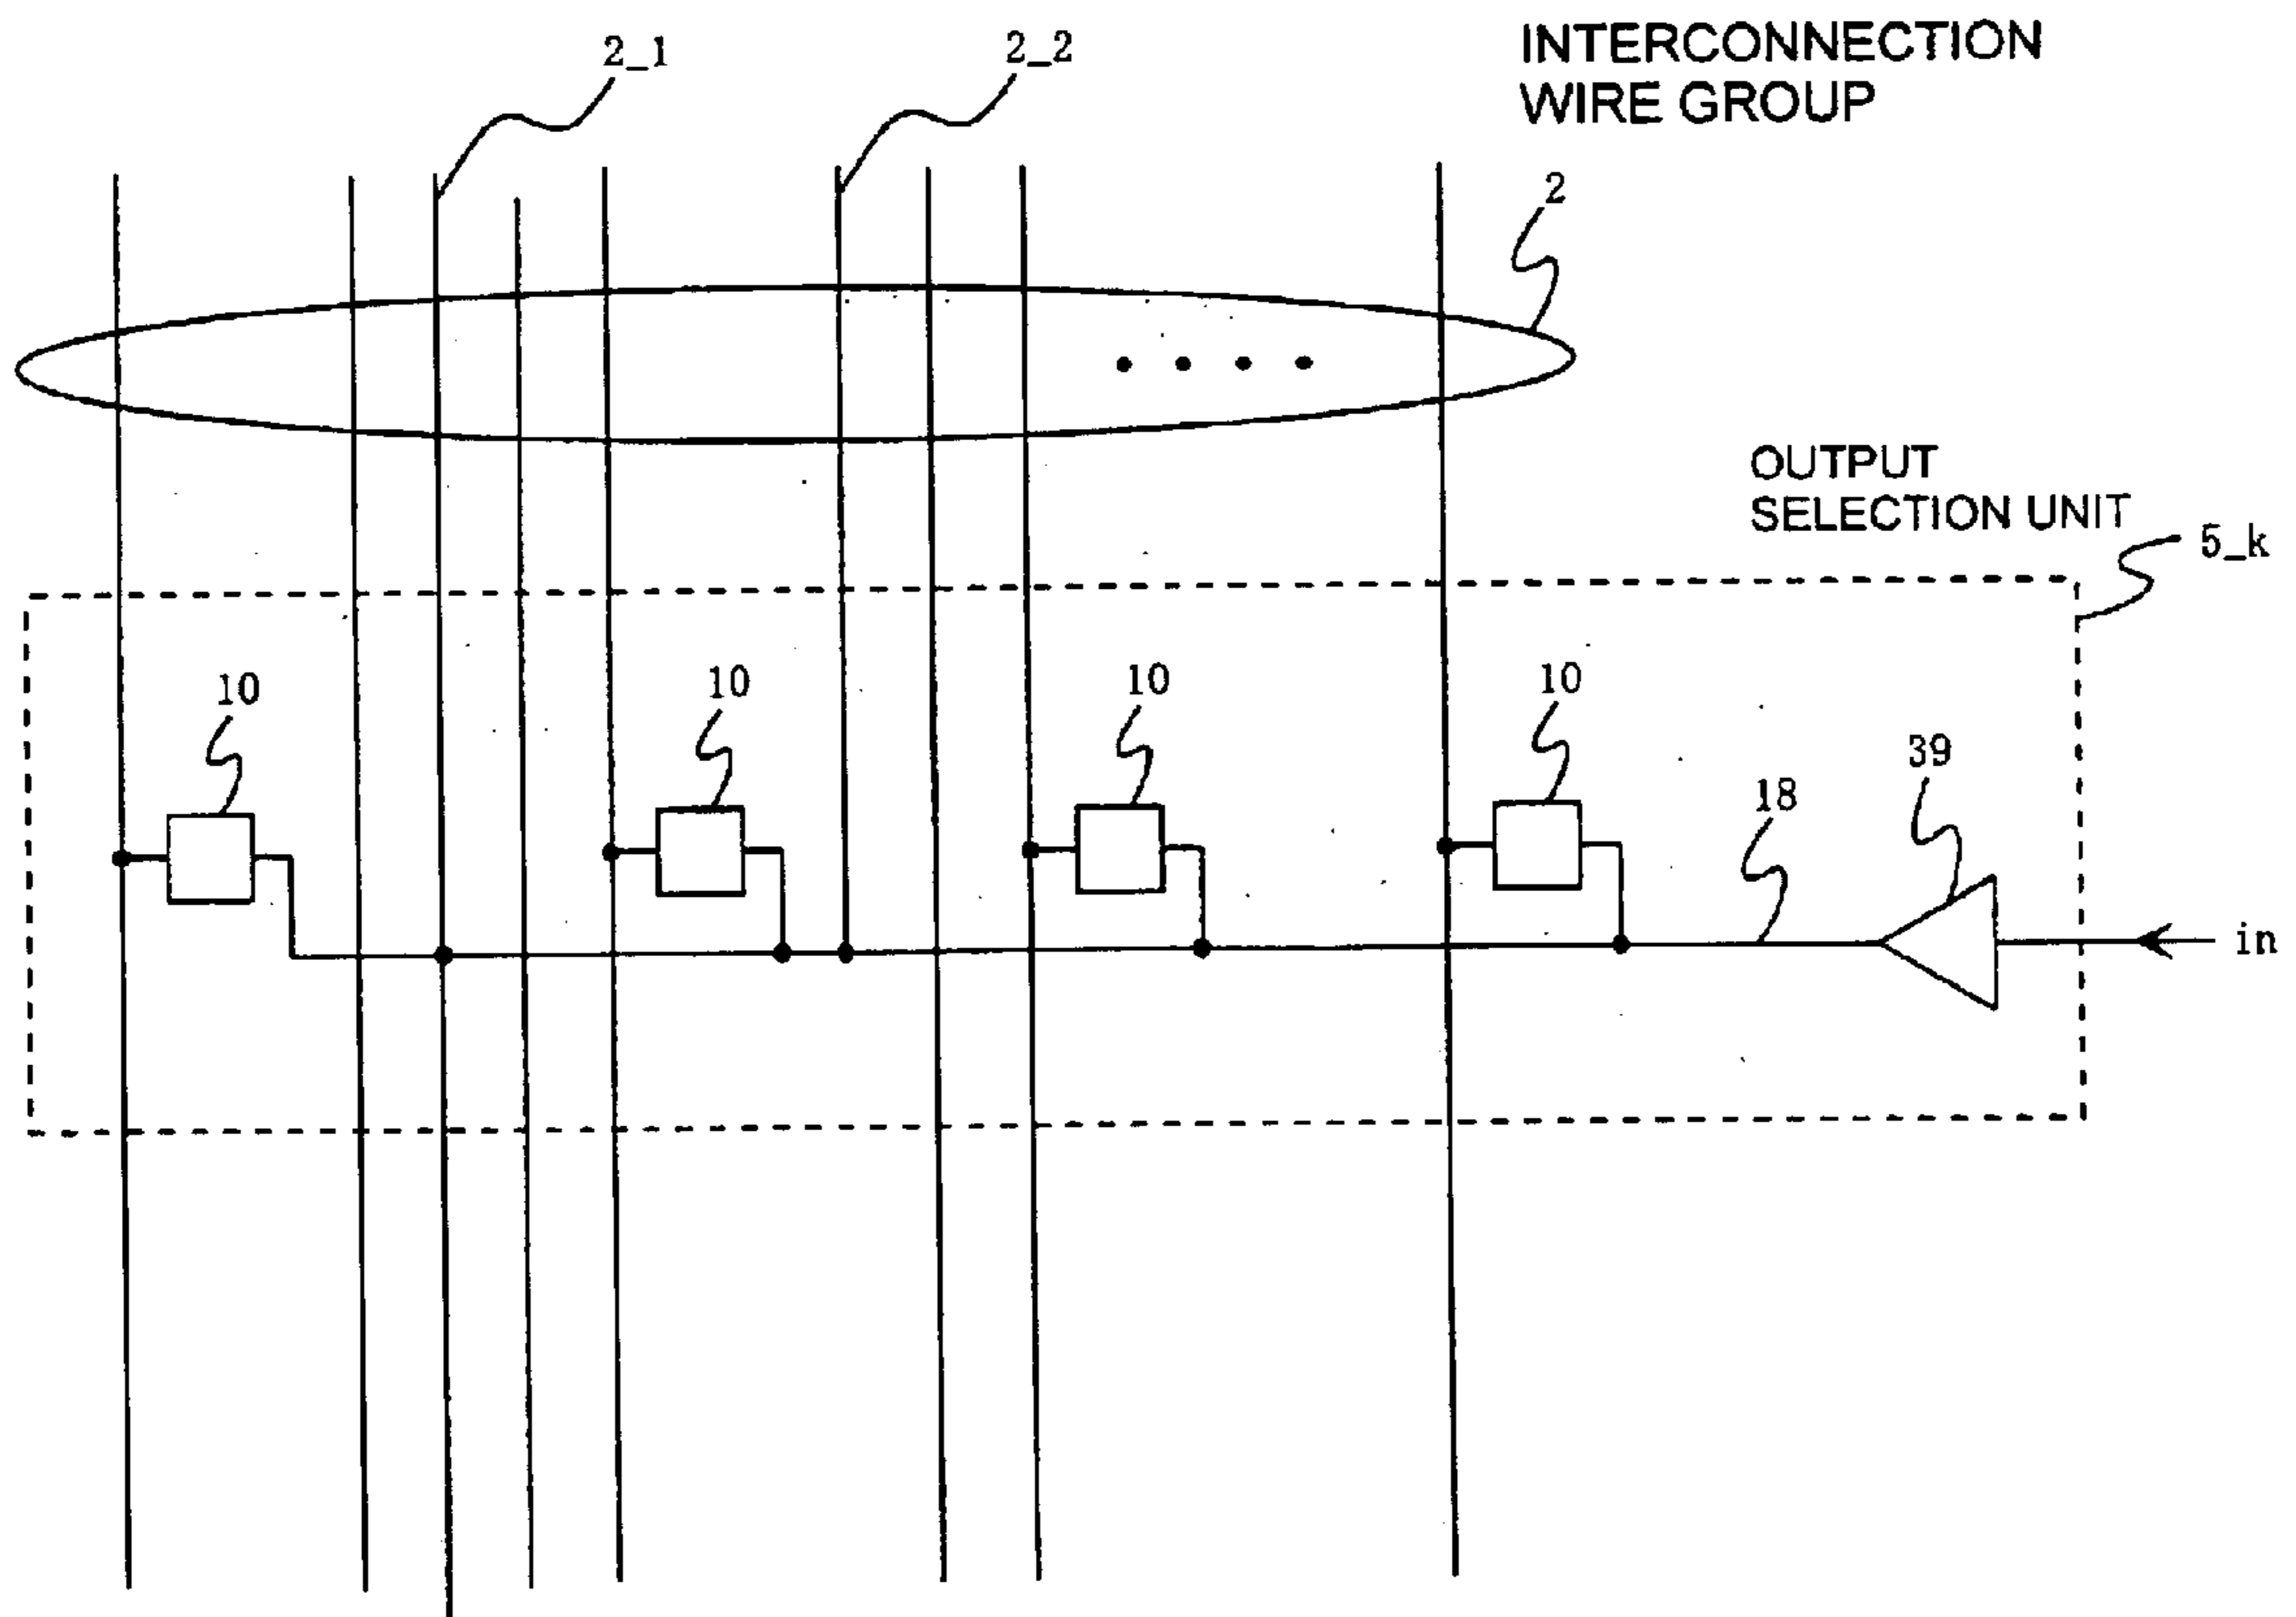 INTERCONNECTION
WIRE GROUP
2_1
2_2
2
OUTPUT
SELECTION UNIT
5_k
10
10
10
10
18
39
in